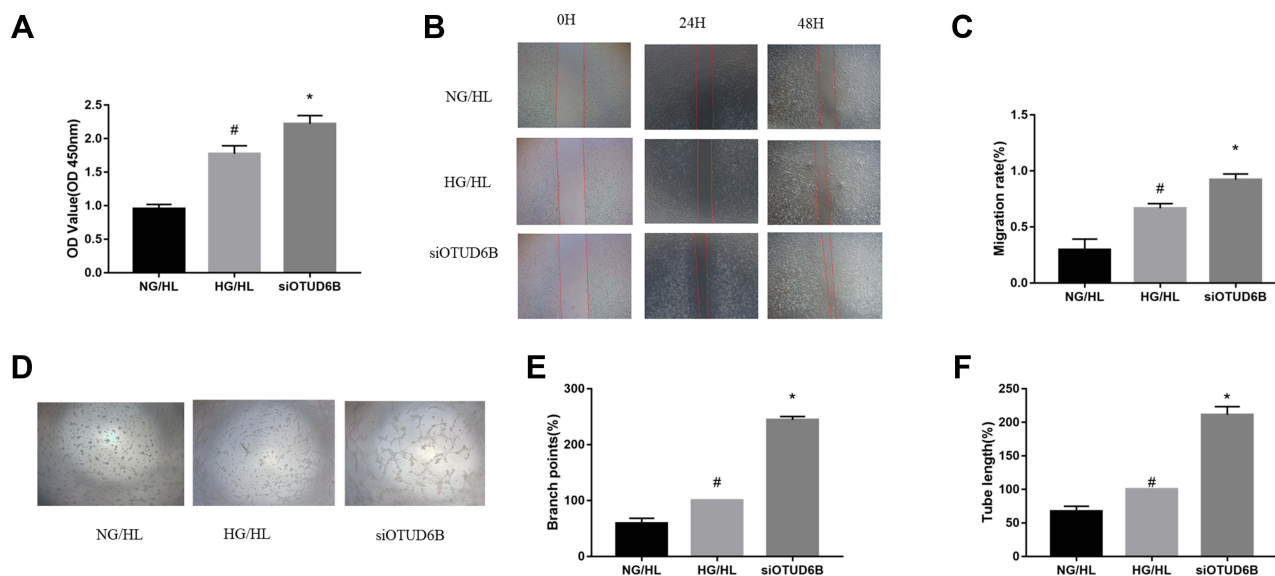 A
OD Value(OD 450nm)
2.5
2.0
1.5
1.0
0.5
0.0
#
*
NG/HL HG/HL siOTUD6B
B
0H 24H 48H
NG/HL
HG/HL
siOTUD6B
C
Migration rate(%)
1.5
1.0
0.5
0.0
#
*
NG/HL HG/HL siOTUD6B
D
NG/HL HG/HL siOTUD6B
E
Branch points(%)
300
200
100
0
#
*
NG/HL HG/HL siOTUD6B
F
Tube length(%)
250
200
150
100
50
0
#
*
NG/HL HG/HL siOTUD6B